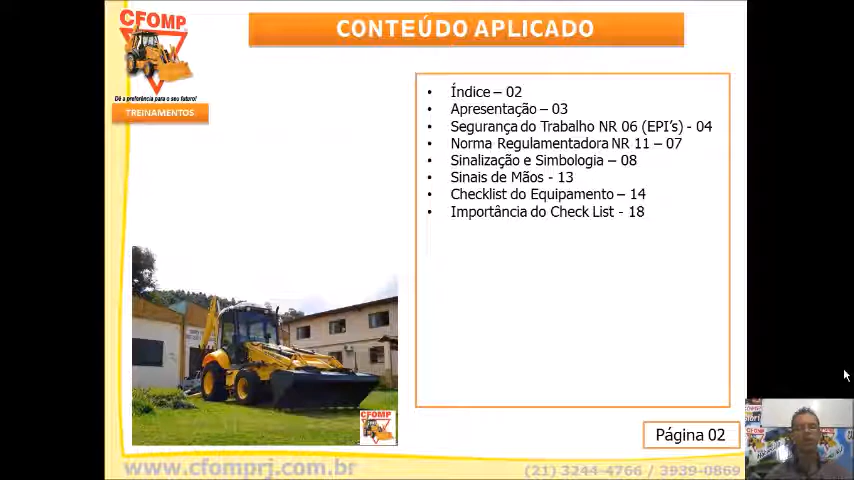 CFOMP
Dê a preferência para o seu futuro!
TREINAMENTOS
CONTEÚDO APLICADO
• Índice – 02
• Apresentação – 03
• Segurança do Trabalho NR 06 (EPI's) - 04
• Norma Regulamentadora NR 11 – 07
• Sinalização e Simbologia – 08
• Sinais de Mãos - 13
• Checklist do Equipamento – 14
• Importância do Check List - 18
CFOMP
Página 02
www.cfomprj.com.br
(21) 3244-4766 / 3939-0869